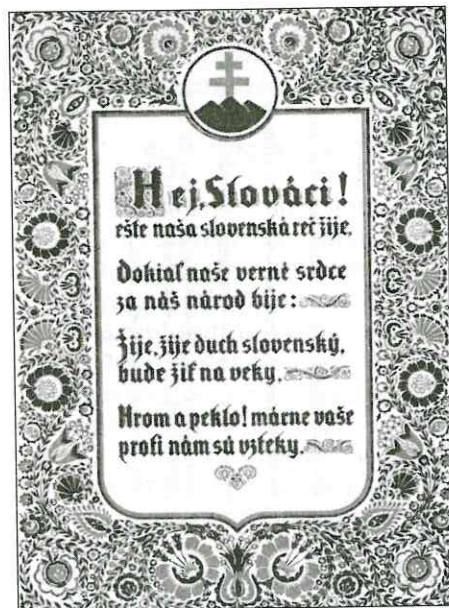 Hej, Slováci!
ešte naša slovenská reč žije,
Dokiaľ naše verné srdce
za náš národ bije:
Žije, žije duch slovenský,
bude žiť na veky,
Hrom a peklo! márne vaše
proti nám sú vzteky.